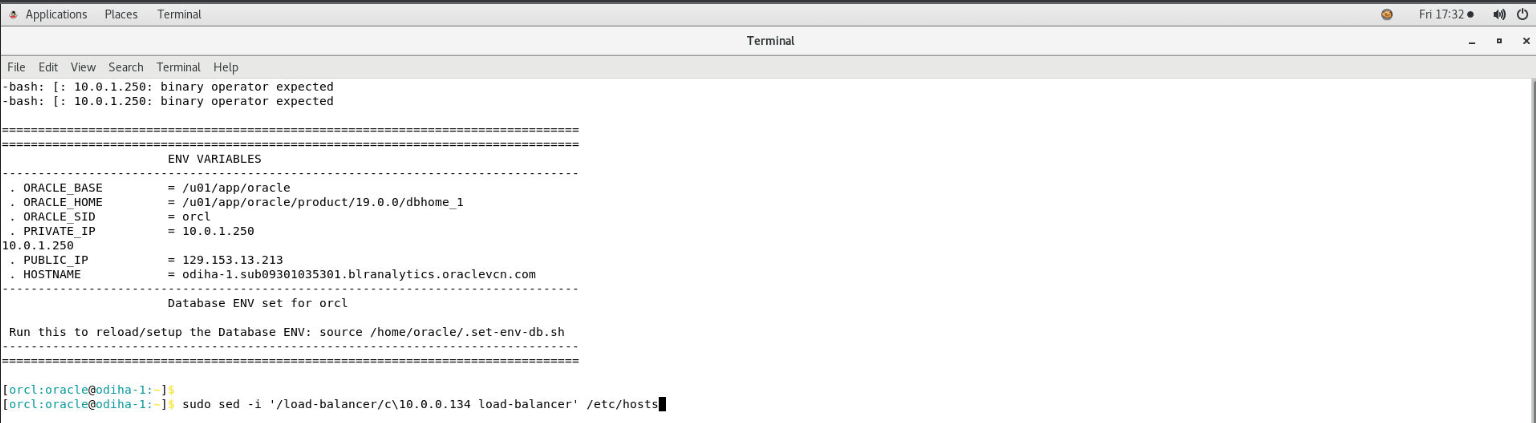 Applications Places Terminal Fri 17:32
Terminal
File Edit View Search Terminal Help
-bash: [: 10.0.1.250: binary operator expected
-bash: [: 10.0.1.250: binary operator expected
================================================================================
================================================================================
ENV VARIABLES
--------------------------------------------------------------------------------
. ORACLE_BASE = /u01/app/oracle
. ORACLE_HOME = /u01/app/oracle/product/19.0.0/dbhome_1
. ORACLE_SID = orcl
. PRIVATE_IP = 10.0.1.250
10.0.1.250
. PUBLIC_IP = 129.153.13.213
. HOSTNAME = odiha-1.sub09301035301.blranalytics.oraclevcn.com
--------------------------------------------------------------------------------
Database ENV set for orcl
Run this to reload/setup the Database ENV: source /home/oracle/.set-env-db.sh
--------------------------------------------------------------------------------
================================================================================
[orcl:oracle@odiha-1:~]$
[orcl:oracle@odiha-1:~]$ sudo sed -i '/load-balancer/c\10.0.0.134 load-balancer' /etc/hosts